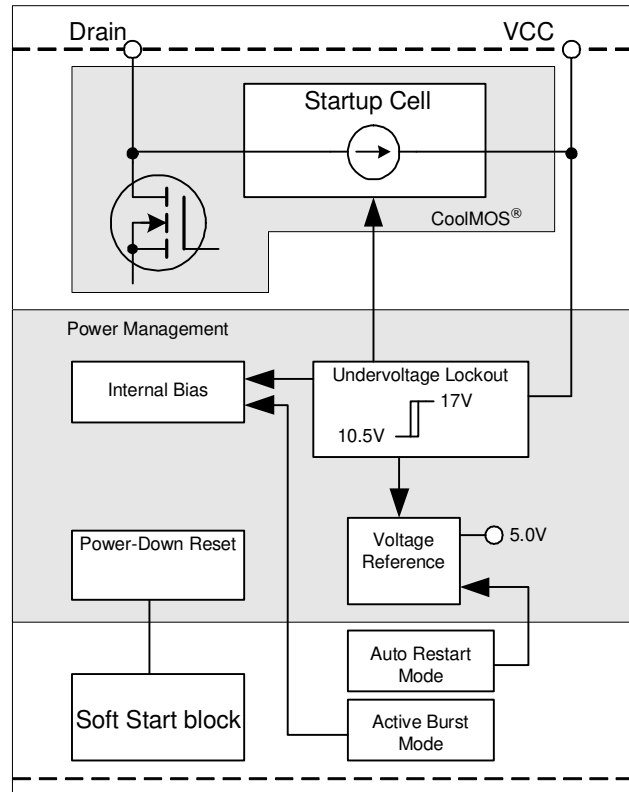 Drain
VCC
Startup Cell
CoolMOS®
Power Management
Internal Bias
Undervoltage Lockout
17V
10.5V
Power-Down Reset
Voltage
Reference
5.0V
Auto Restart
Mode
Soft Start block
Active Burst
Mode